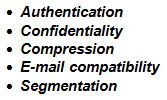 • Authentication
• Confidentiality
• Compression
• E-mail compatibility
• Segmentation